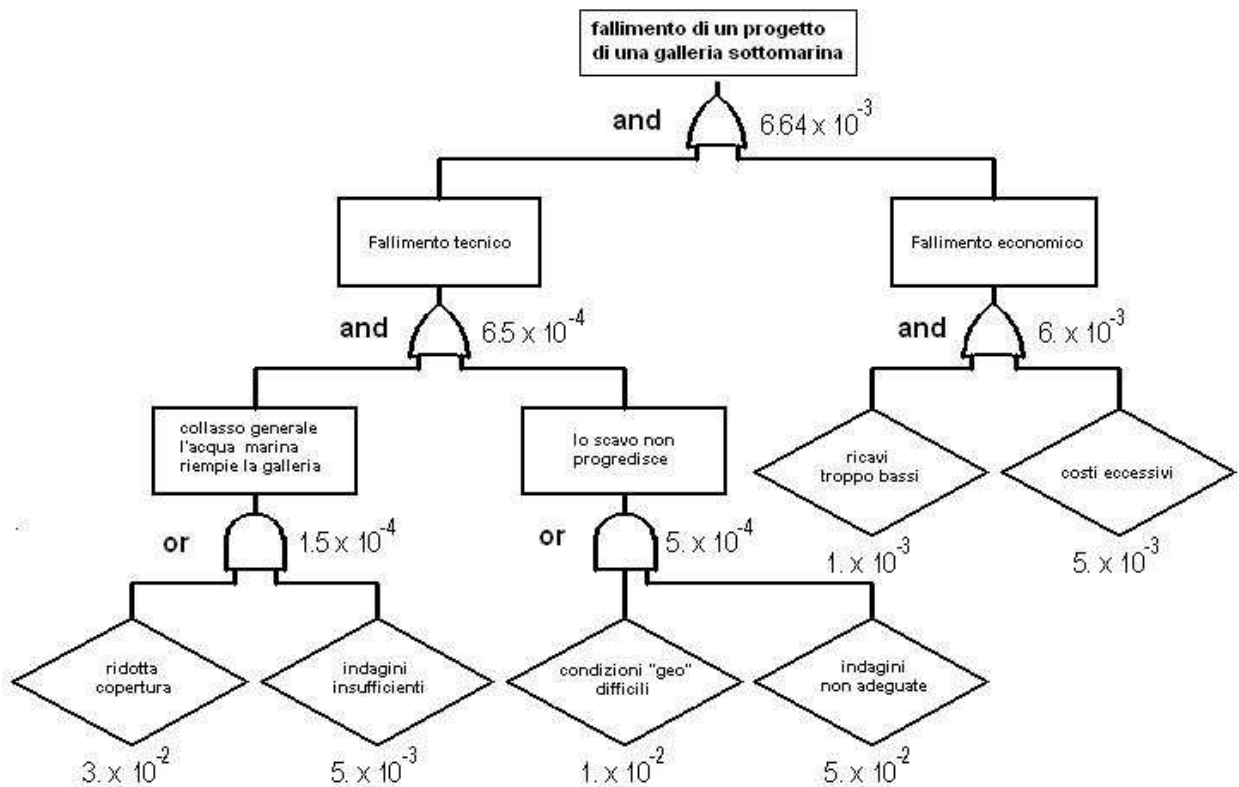 fallimento di un progetto
di una galleria sottomarina
and
6.64 x 10^-3
Fallimento tecnico
Fallimento economico
and
6.5 x 10^-4
and
6. x 10^-3
collasso generale
l'acqua marina
riempie la galleria
lo scavo non
progredisce
ricavi
troppo bassi
costi eccessivi
or
1.5 x 10^-4
or
5. x 10^-4
1. x 10^-3
5. x 10^-3
ridotta
copertura
indagini
insufficienti
condizioni "geo"
difficili
indagini
non adeguate
3. x 10^-2
5. x 10^-3
1. x 10^-2
5. x 10^-2